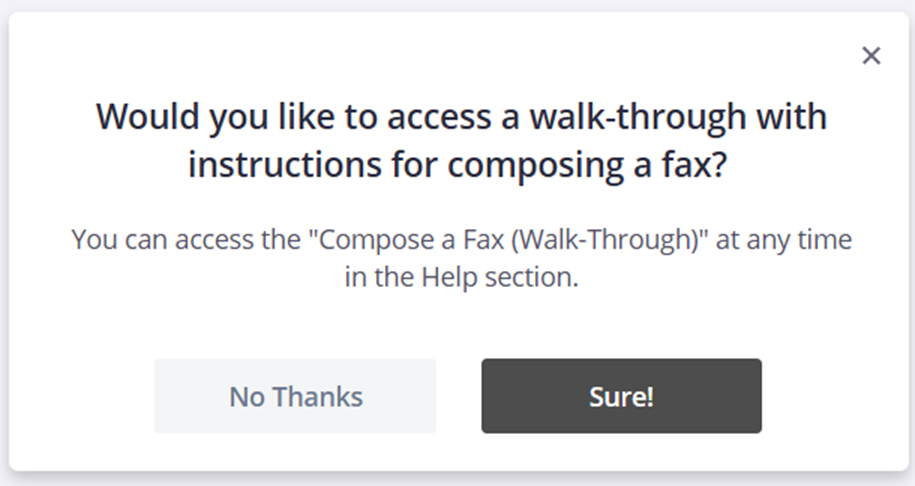 Would you like to access a walk-through with
instructions for composing a fax?
You can access the "Compose a Fax (Walk-Through)" at any time
in the Help section.
No Thanks
Sure!